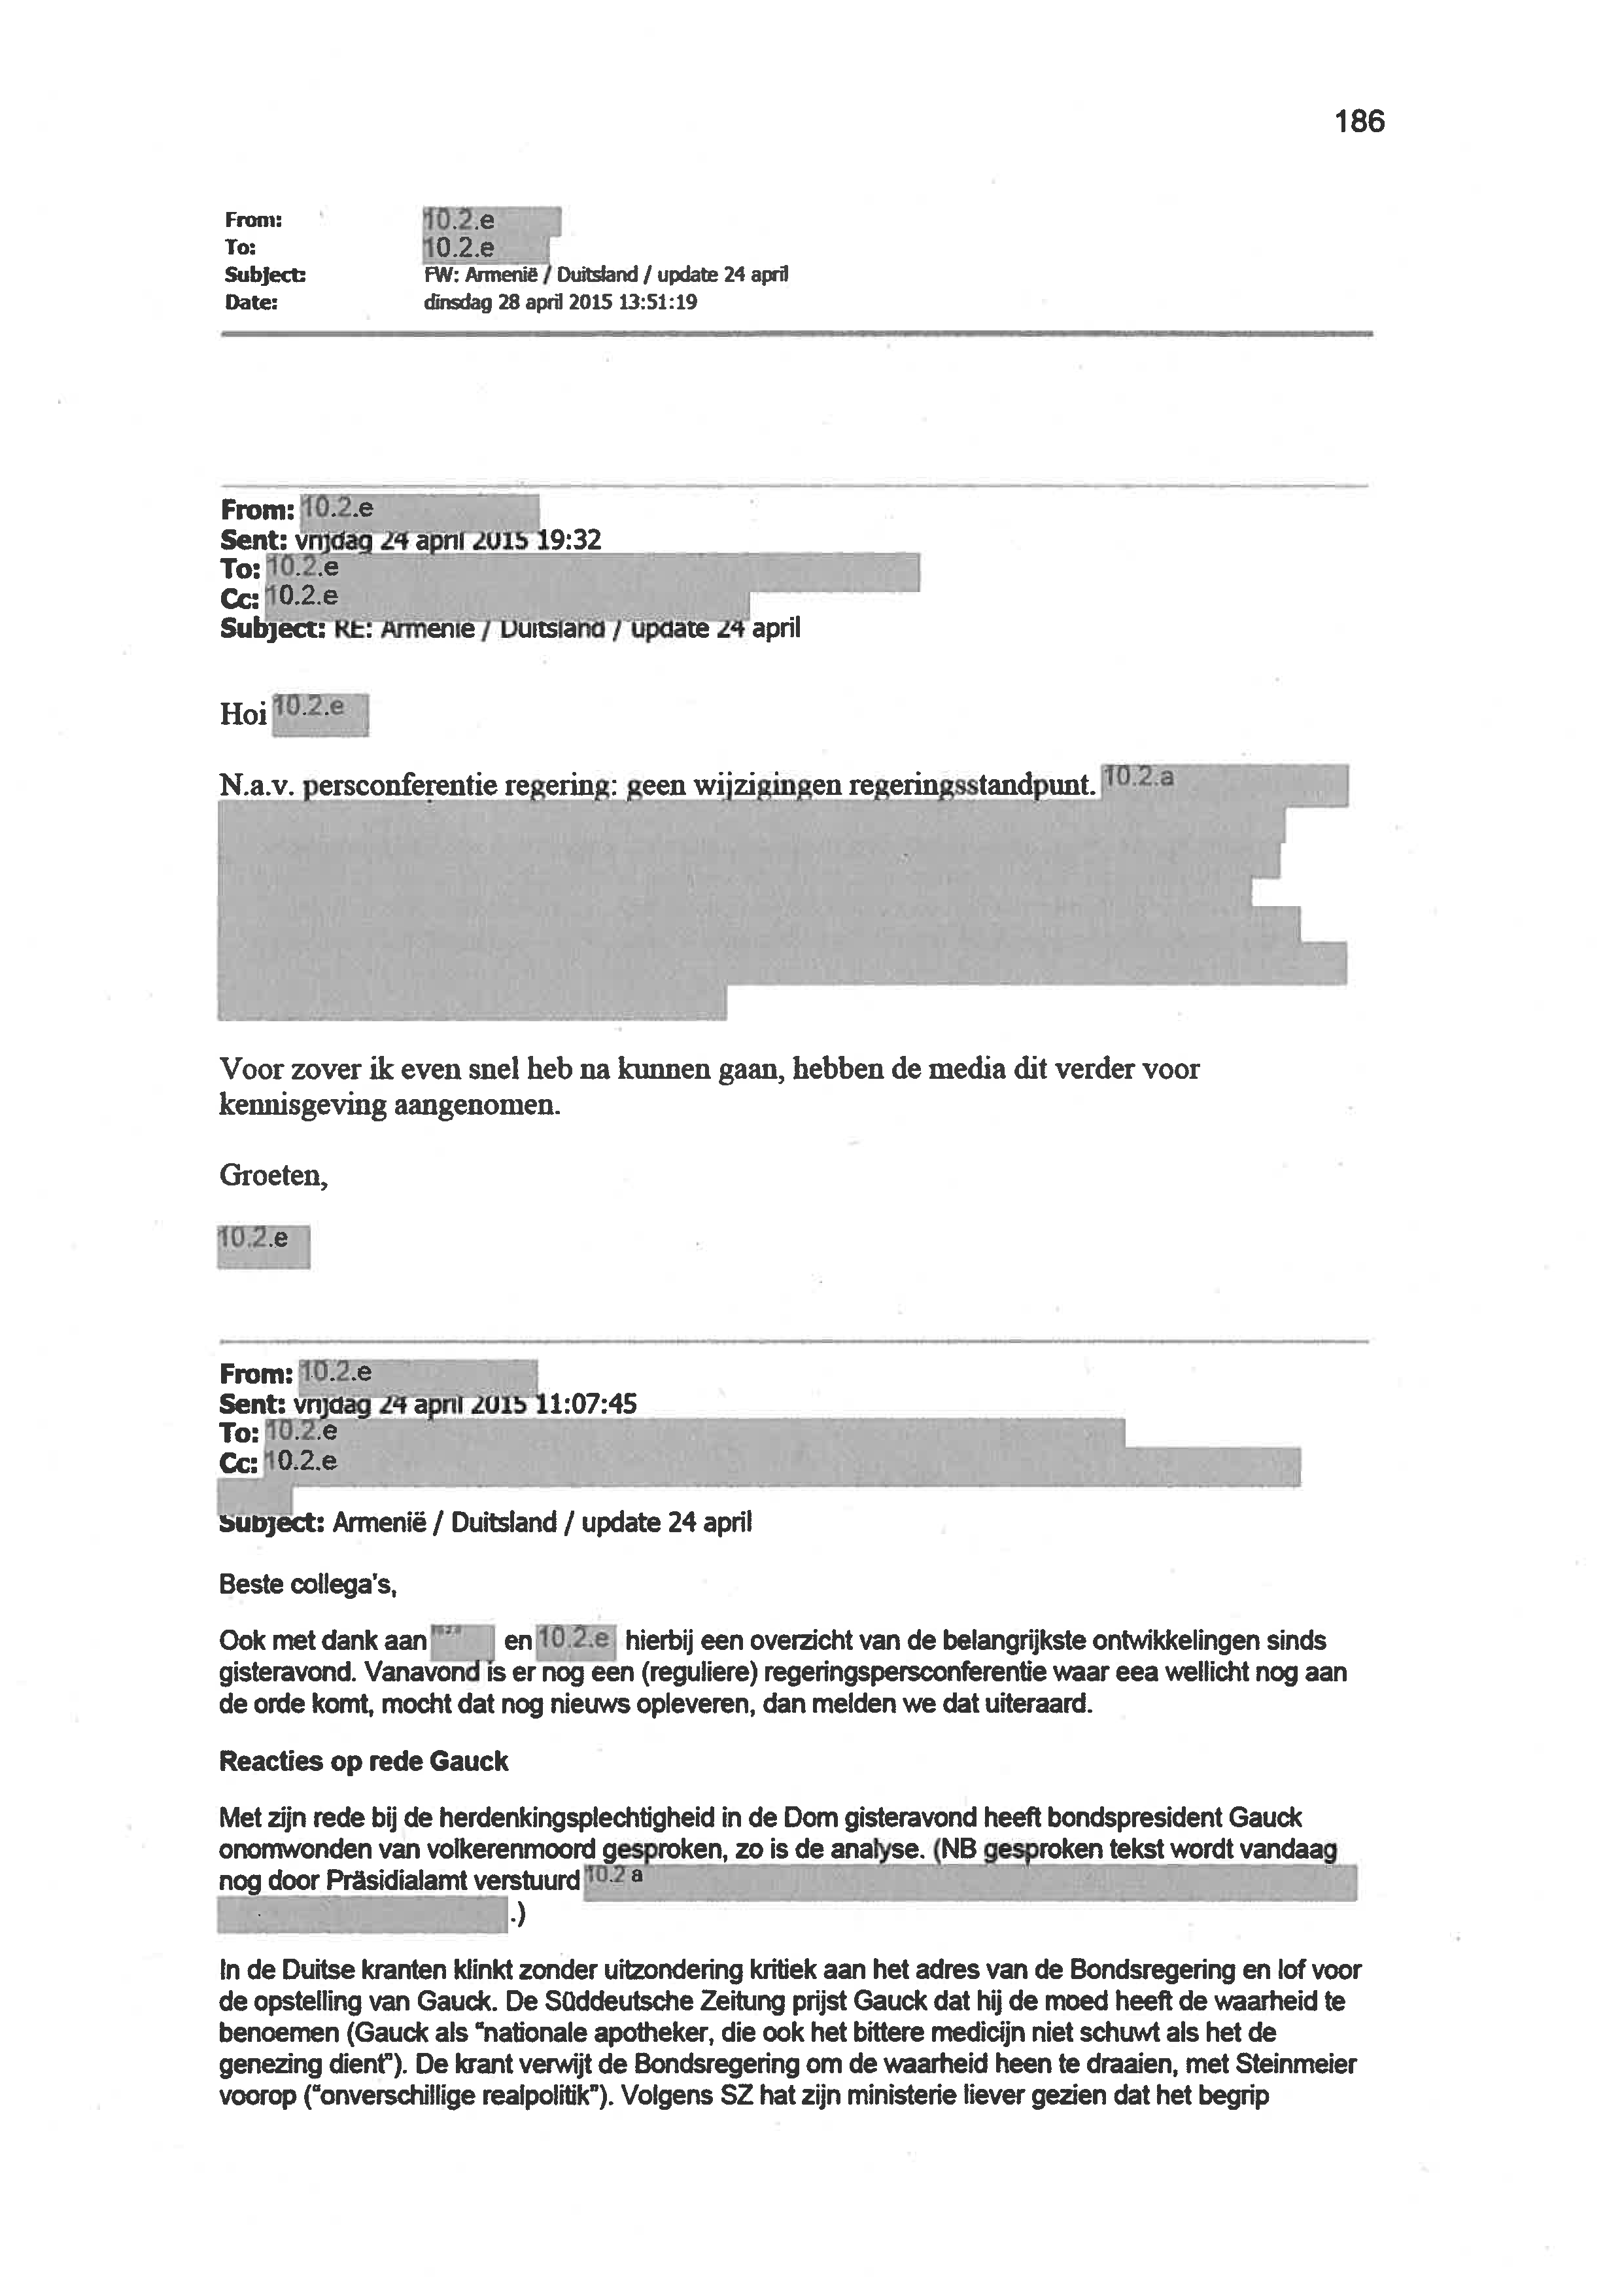 186
From: 10.2.e
To: 10.2.e
Subject: FW: Armenië / Duitsland / update 24 april
Date: dinsdag 28 april 2015 13:51:19
From: 10.2.e
Sent: vrijdag 24 april 2015 19:32
To: 10.2.e
Cc: 10.2.e
Subject: RE: Armenië / Duitsland / update 24 april
Hoi 10.2.e
N.a.v. persconferentie regering: geen wijzigingen regeringsstandpunt. 10.2.a
Voor zover ik even snel heb na kunnen gaan, hebben de media dit verder voor
kennisgeving aangenomen.
Groeten,
10.2.e
From: 10.2.e
Sent: vrijdag 24 april 2015 11:07:45
To: 10.2.e
Cc: 10.2.e
Subject: Armenië / Duitsland / update 24 april
Beste collega's,
Ook met dank aan en 10.2.e hierbij een overzicht van de belangrijkste ontwikkelingen sinds
gisteravond. Vanavond is er nog een (reguliere) regeringspersconferentie waar eea wellicht nog aan
de orde komt, mocht dat nog nieuws opleveren, dan melden we dat uiteraard.
Reacties op rede Gauck
Met zijn rede bij de herdenkingsplechtigheid in de Dom gisteravond heeft bondspresident Gauck
onomwonden van volkerenmoord gesproken, zo is de analyse. (NB gesproken tekst wordt vandaag
nog door Präsidialamt verstuurd 10.2 a
.)
In de Duitse kranten klinkt zonder uitzondering kritiek aan het adres van de Bondsregering en lof voor
de opstelling van Gauck. De Süddeutsche Zeitung prijst Gauck dat hij de moed heeft de waarheid te
benoemen (Gauck als "nationale apotheker, die ook het bittere medicijn niet schuwt als het de
genezing dient"). De krant verwijt de Bondsregering om de waarheid heen te draaien, met Steinmeier
voorop ("onverschillige realpolitik"). Volgens SZ hat zijn ministerie liever gezien dat het begrip